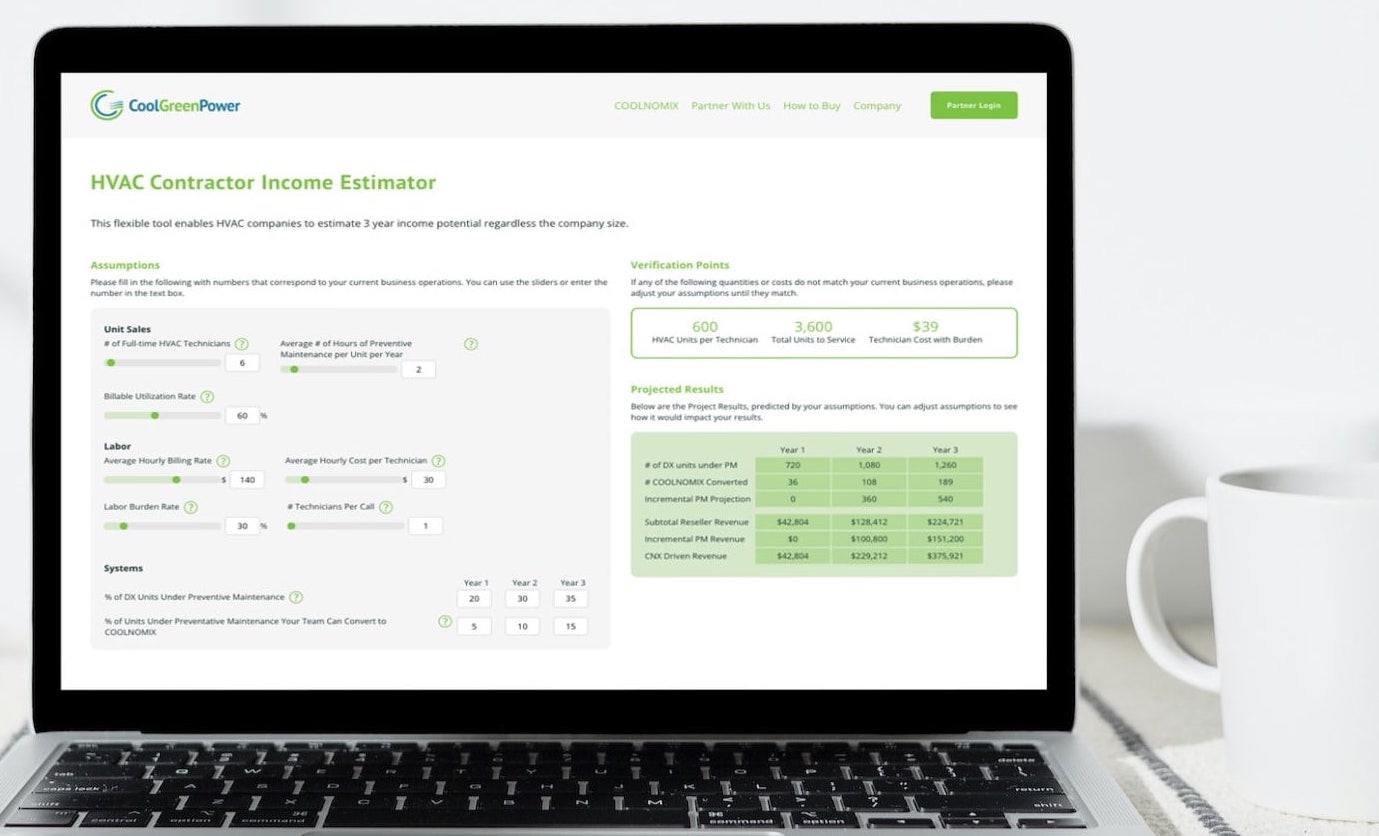 CoolGreenPower
COOLNOMIX Partner With Us How to Buy Company Partner Login
HVAC Contractor Income Estimator
This flexible tool enables HVAC companies to estimate 3 year income potential regardless the company size.
Assumptions
Please fill in the following with numbers that correspond to your current business operations. You can use the sliders or enter the
number in the text box.
Unit Sales
# of Full-time HVAC Technicians ?
6
Average # of Hours of Preventive ?
Maintenance per Unit per Year
2
Billable Utilization Rate ?
60 %
Labor
Average Hourly Billing Rate ?
$ 140
Average Hourly Cost per Technician ?
$ 30
Labor Burden Rate ?
30 %
# Technicians Per Call ?
1
Systems
Year 1 Year 2 Year 3
% of DX Units Under Preventive Maintenance ? 20 30 35
% of Units Under Preventative Maintenance Your Team Can Convert to ? 5 10 15
COOLNOMIX
Verification Points
If any of the following quantities or costs do not match your current business operations, please
adjust your assumptions until they match.
600 3,600 $39
HVAC Units per Technician Total Units to Service Technician Cost with Burden
Projected Results
Below are the Project Results, predicted by your assumptions. You can adjust assumptions to see
how it would impact your results.
Year 1 Year 2 Year 3
# of DX units under PM 720 1,080 1,260
# COOLNOMIX Converted 36 108 189
Incremental PM Projection 0 360 540
Subtotal Reseller Revenue $42,804 $128,412 $224,721
Incremental PM Revenue $0 $100,800 $151,200
CNX Driven Revenue $42,804 $229,212 $375,921
tab
delete
caps lock
return
shift
shift
control option command
command option